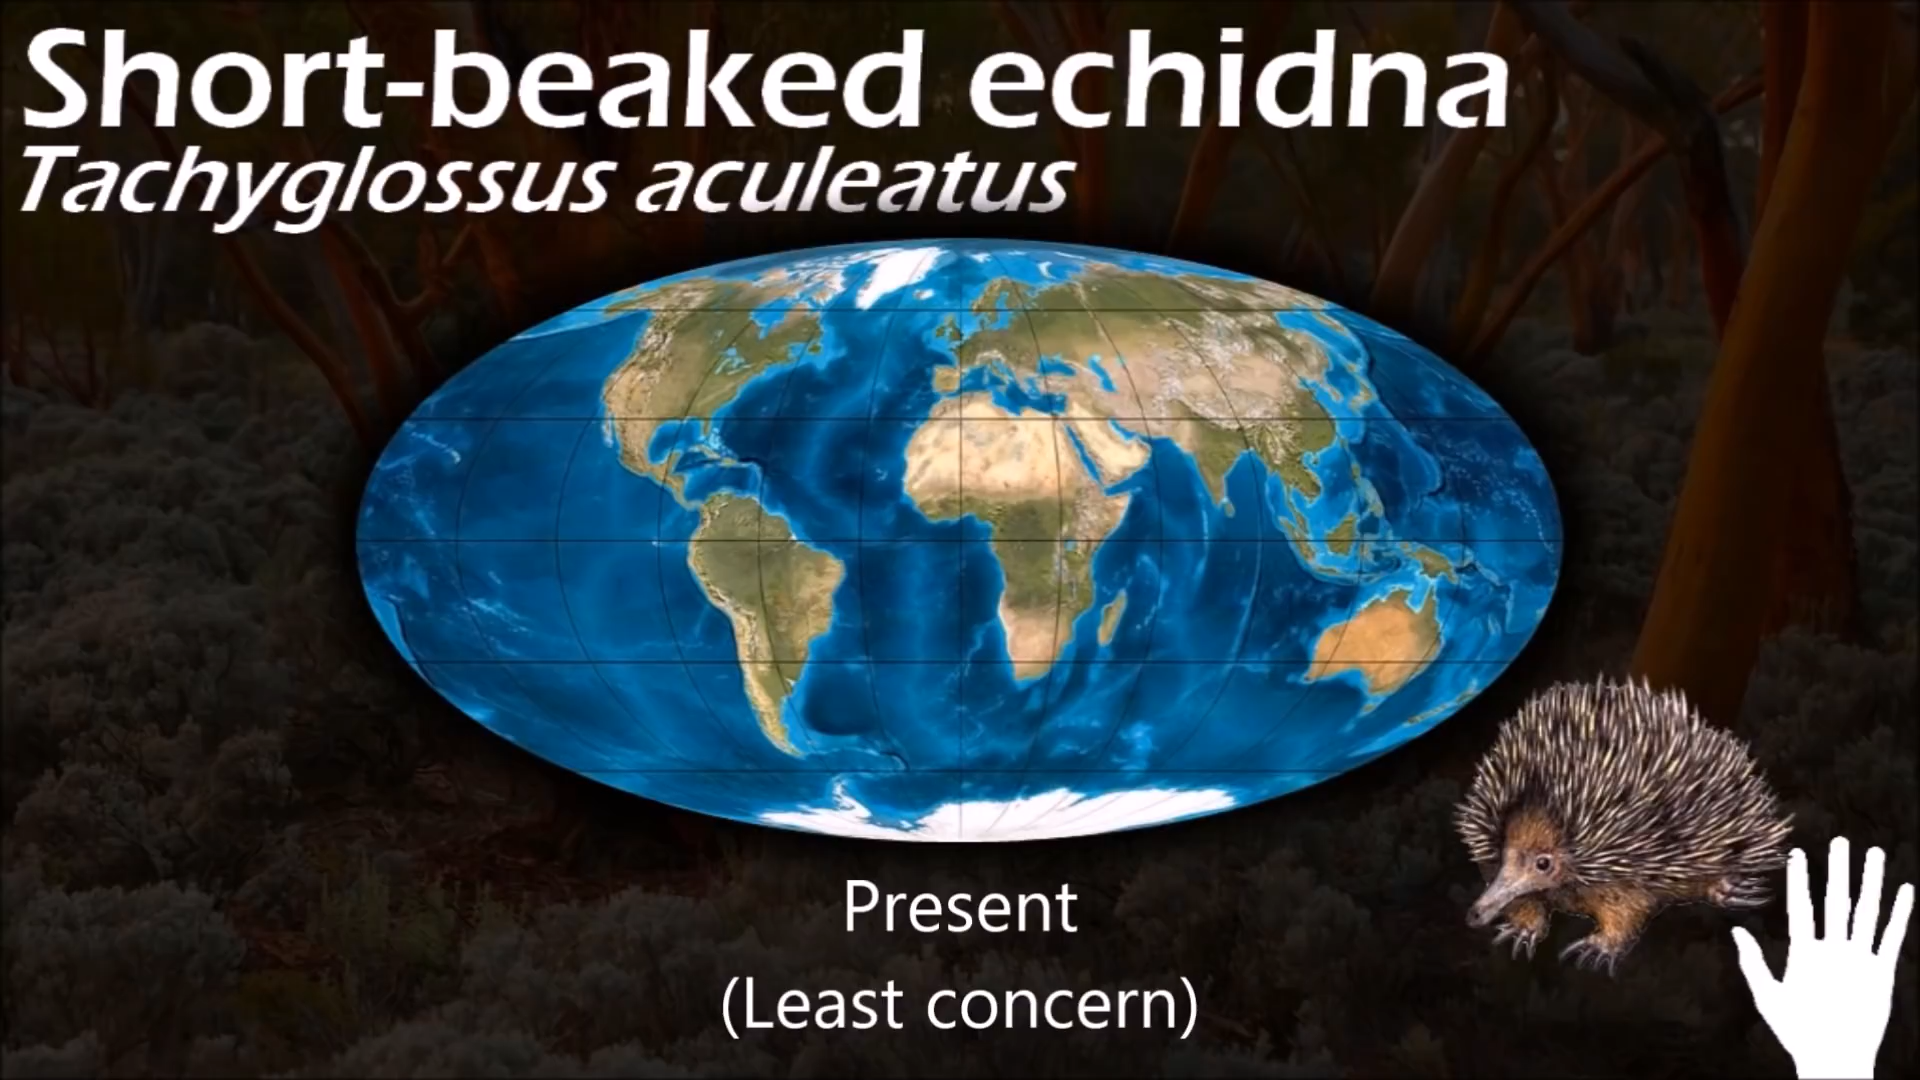 Short-beaked echidna
Tachyglossus aculeatus
Present
(Least concern)